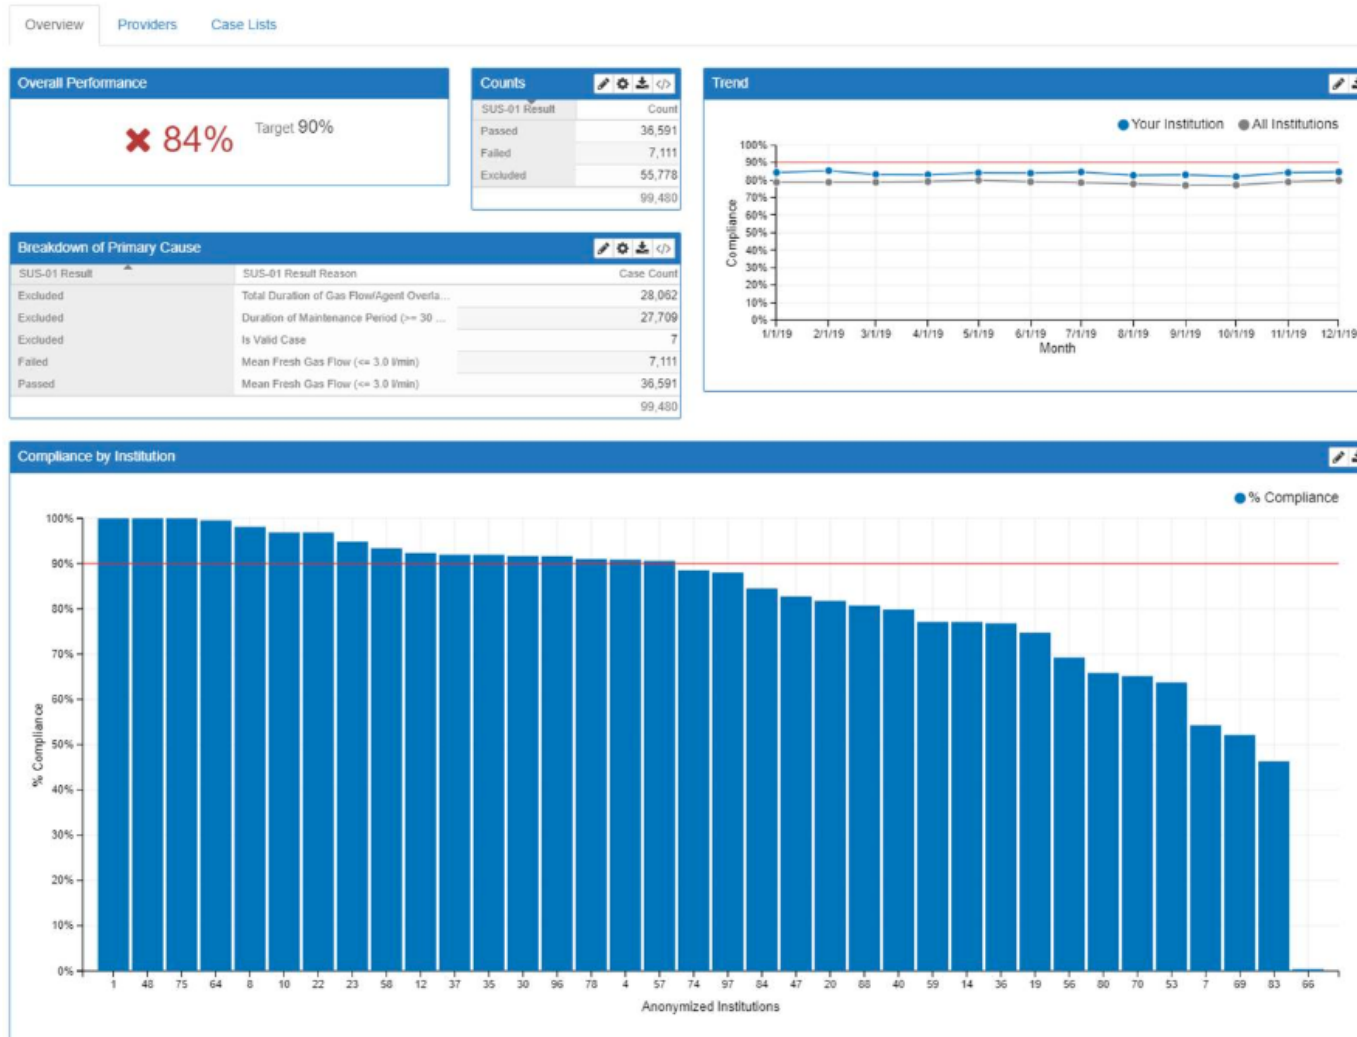 Overview Providers Case Lists
Overall Performance
84% Target 90%
Counts
SUS-01 Result Count
Passed 36,591
Failed 7,111
Excluded 55,778
99,480
Trend
Your Institution All Institutions
100%
90%
80%
70%
60%
50%
40%
30%
20%
10%
0%
Compliance
1/1/19 2/1/19 3/1/19 4/1/19 5/1/19 6/1/19 7/1/19 8/1/19 9/1/19 10/1/19 11/1/19 12/1/19
Month
Breakdown of Primary Cause
SUS-01 Result SUS-01 Result Reason Case Count
Excluded Total Duration of Gas Flow/Agent Overla... 28,062
Excluded Duration of Maintenance Period (>= 30 ... 27,709
Excluded Is Valid Case 7
Failed Mean Fresh Gas Flow (<= 3.0 l/min) 7,111
Passed Mean Fresh Gas Flow (<= 3.0 l/min) 36,591
99,480
Compliance by Institution
% Compliance
100%
90%
80%
70%
60%
50%
40%
30%
20%
10%
0%
% Compliance
1 48 75 64 8 10 22 23 58 12 37 35 30 96 78 4 57 74 97 84 47 20 88 40 59 14 36 19 56 80 70 53 7 69 83 66
Anonymized Institutions